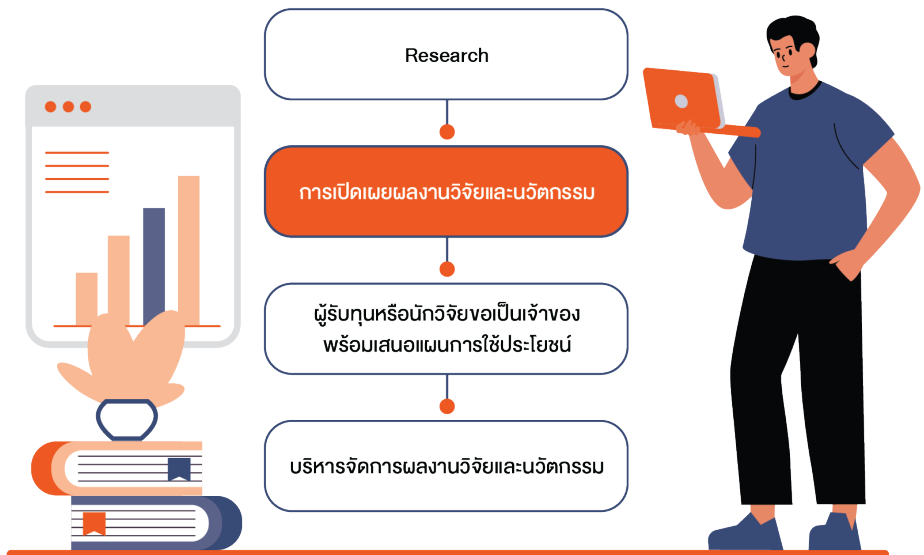 Research
การเปิดเผยผลงานวิจัยและนวัตกรรม
ผู้รับทุนหรือนักวิจัยขอเป็นเจ้าของ
พร้อมเสนอแผนการใช้ประโยชน์
บริหารจัดการผลงานวิจัยและนวัตกรรม